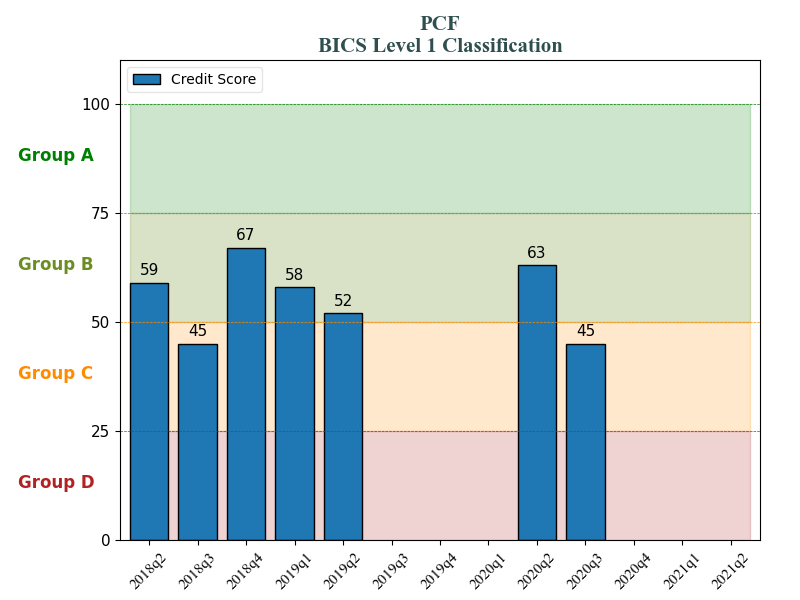 PCF
BICS Level 1 Classification
Credit Score
100
Group A
75
67
63
Group B
59
58
52
50
45
45
Group C
25
Group D
0
2018q2 2018q3 2018q4 2019q1 2019q2 2019q3 2019q4 2020q1 2020q2 2020q3 2020q4 2021q1 2021q2